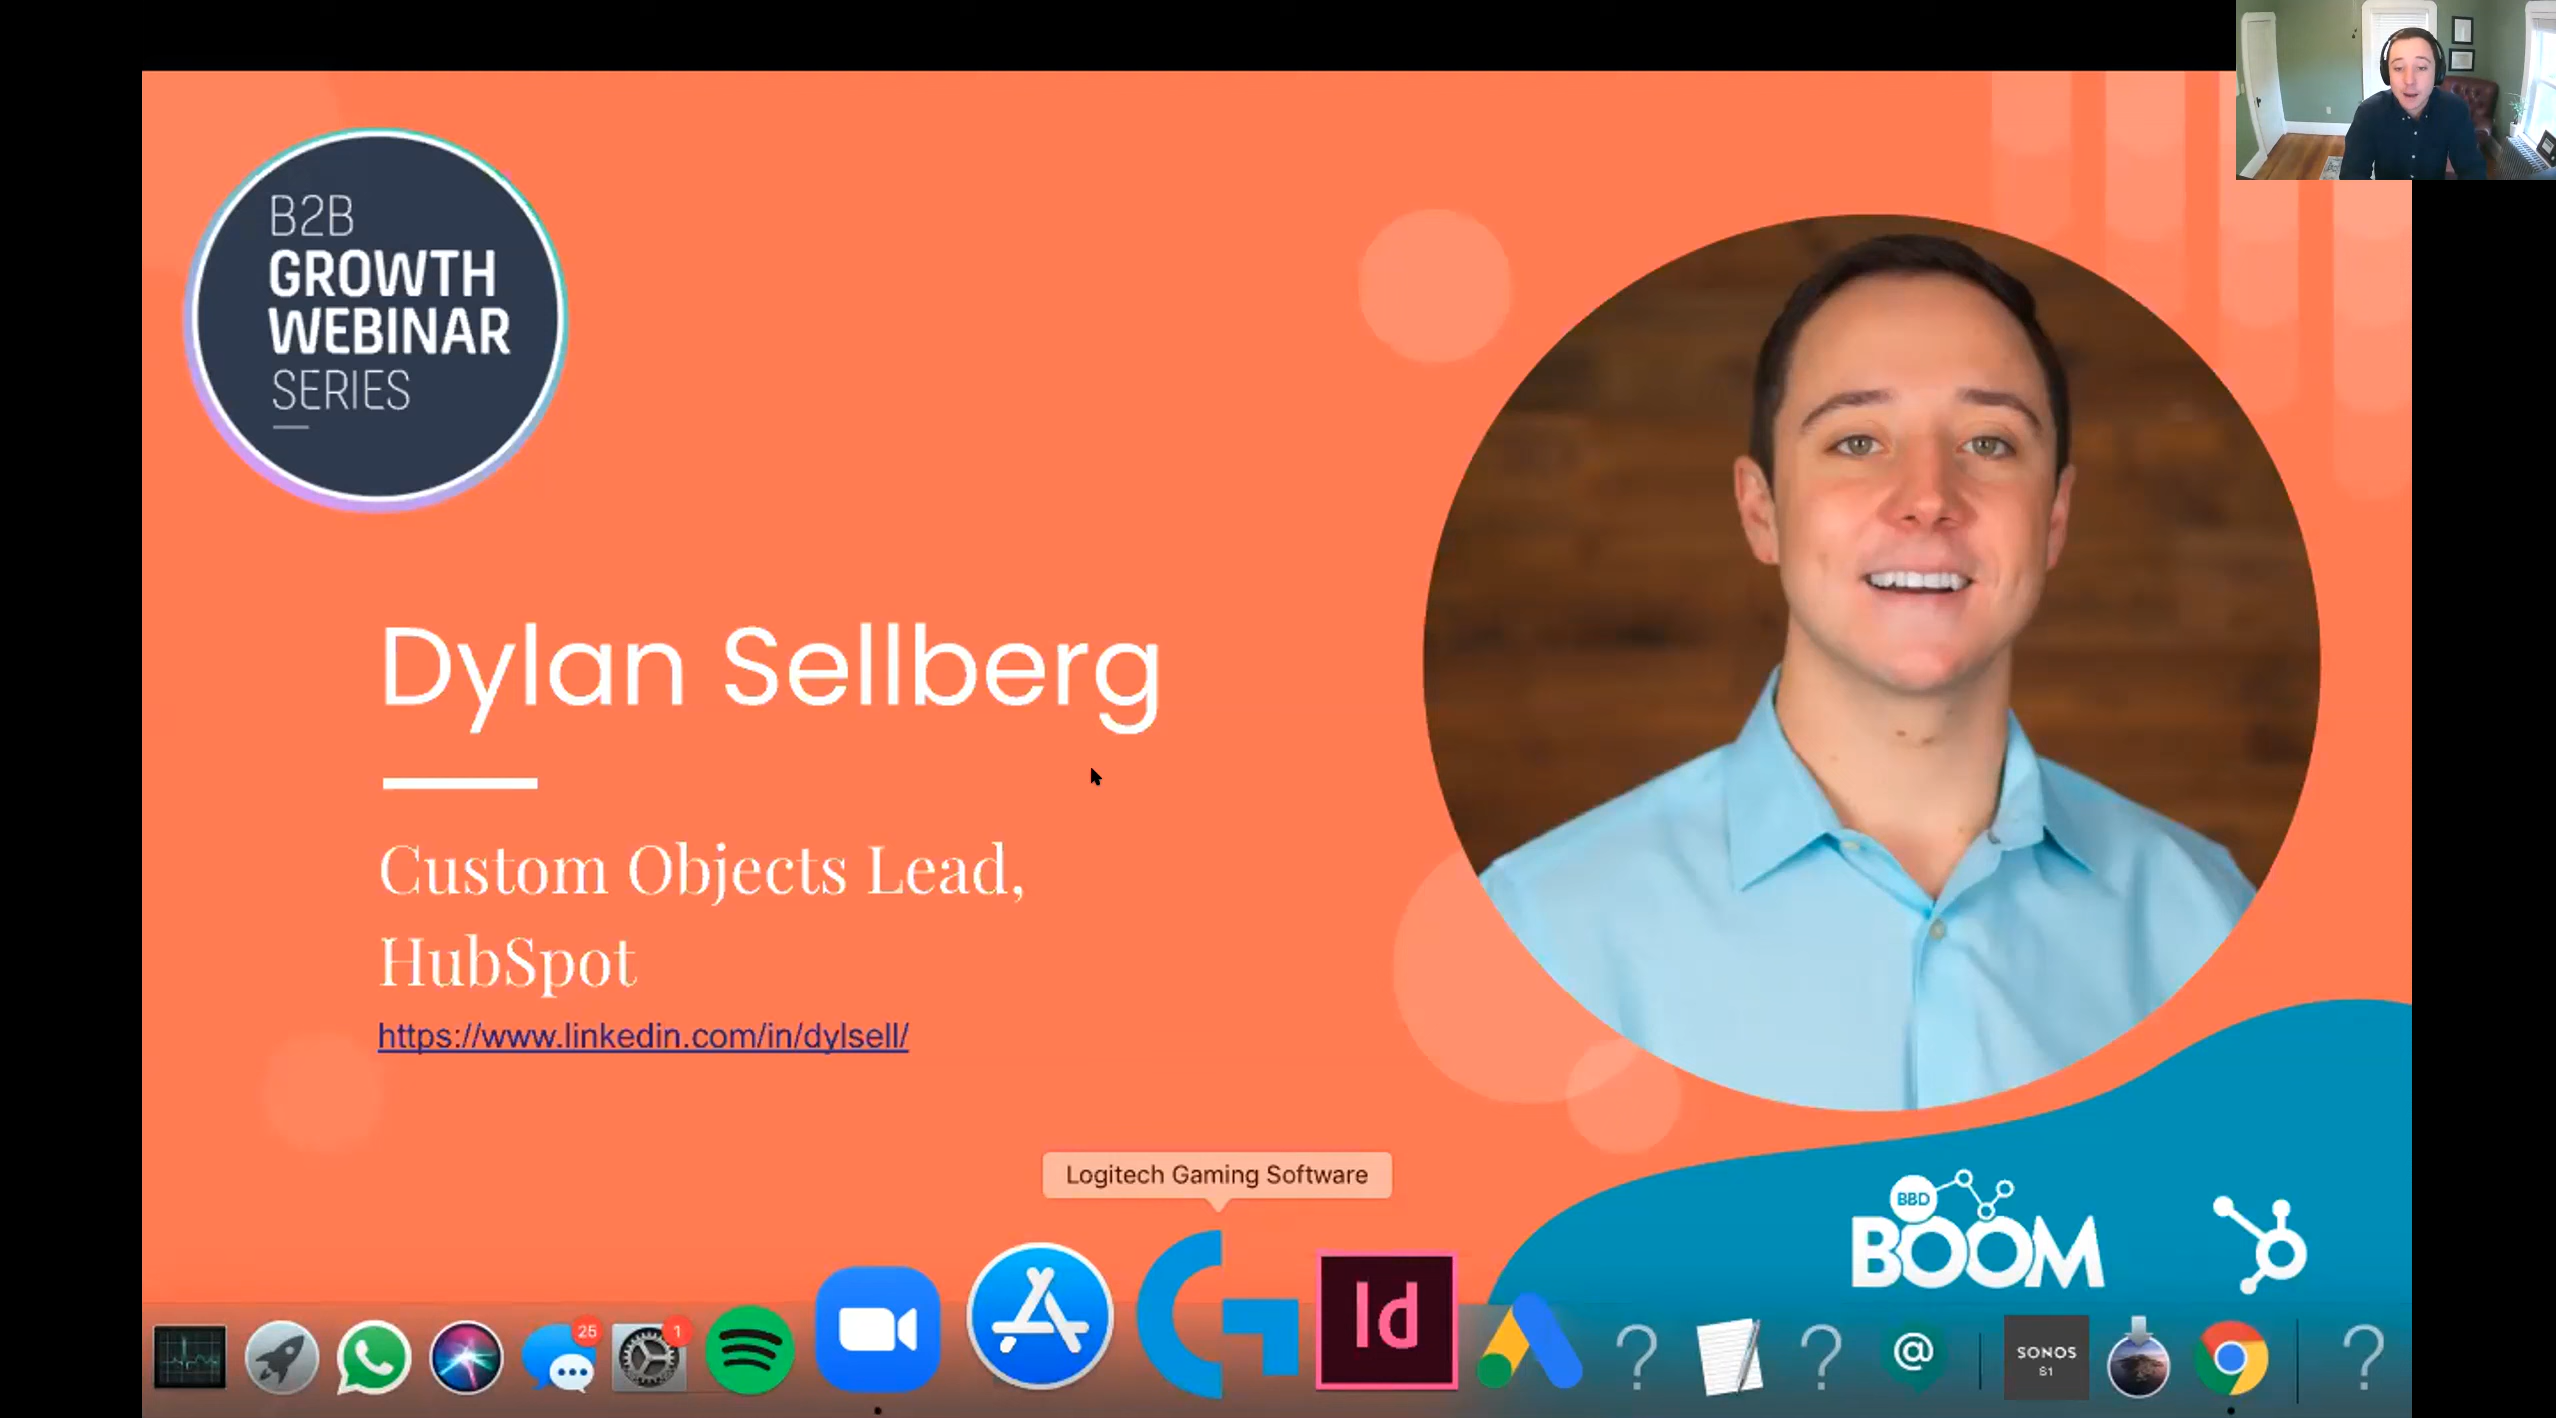 B2B
GROWTH
WEBINAR
SERIES
Dylan Sellberg
Custom Objects Lead,
HubSpot
https://www.linkedin.com/in/dylsell/
Logitech Gaming Software
BBD
BOOM
25
1
Id
?
?
@
SONOS
S1
?